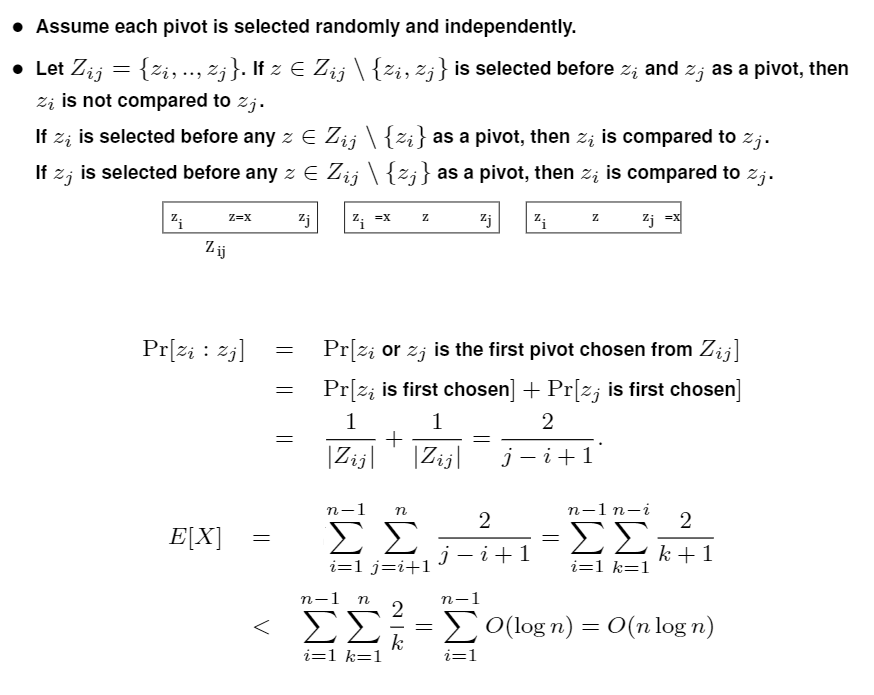 • Assume each pivot is selected randomly and independently.
• Let $Z_{ij} = \{z_i, .., z_j\}$. If $z \in Z_{ij} \setminus \{z_i, z_j\}$ is selected before $z_i$ and $z_j$ as a pivot, then
$z_i$ is not compared to $z_j$.
If $z_i$ is selected before any $z \in Z_{ij} \setminus \{z_i\}$ as a pivot, then $z_i$ is compared to $z_j$.
If $z_j$ is selected before any $z \in Z_{ij} \setminus \{z_j\}$ as a pivot, then $z_i$ is compared to $z_j$.
$z_i$ z=x $z_j$ $z_i$ =x z $z_j$ $z_i$ z $z_j$ =x
$Z_{ij}$
$\Pr[z_i : z_j] = \Pr[z_i$ or $z_j$ is the first pivot chosen from $Z_{ij}]$
$= \Pr[z_i$ is first chosen$] + \Pr[z_j$ is first chosen$]$
$= \frac{1}{|Z_{ij}|} + \frac{1}{|Z_{ij}|} = \frac{2}{j-i+1}.$
$E[X] = \sum_{i=1}^{n-1} \sum_{j=i+1}^{n} \frac{2}{j-i+1} = \sum_{i=1}^{n-1} \sum_{k=1}^{n-i} \frac{2}{k+1}$
$< \sum_{i=1}^{n-1} \sum_{k=1}^{n} \frac{2}{k} = \sum_{i=1}^{n-1} O(\log n) = O(n \log n)$